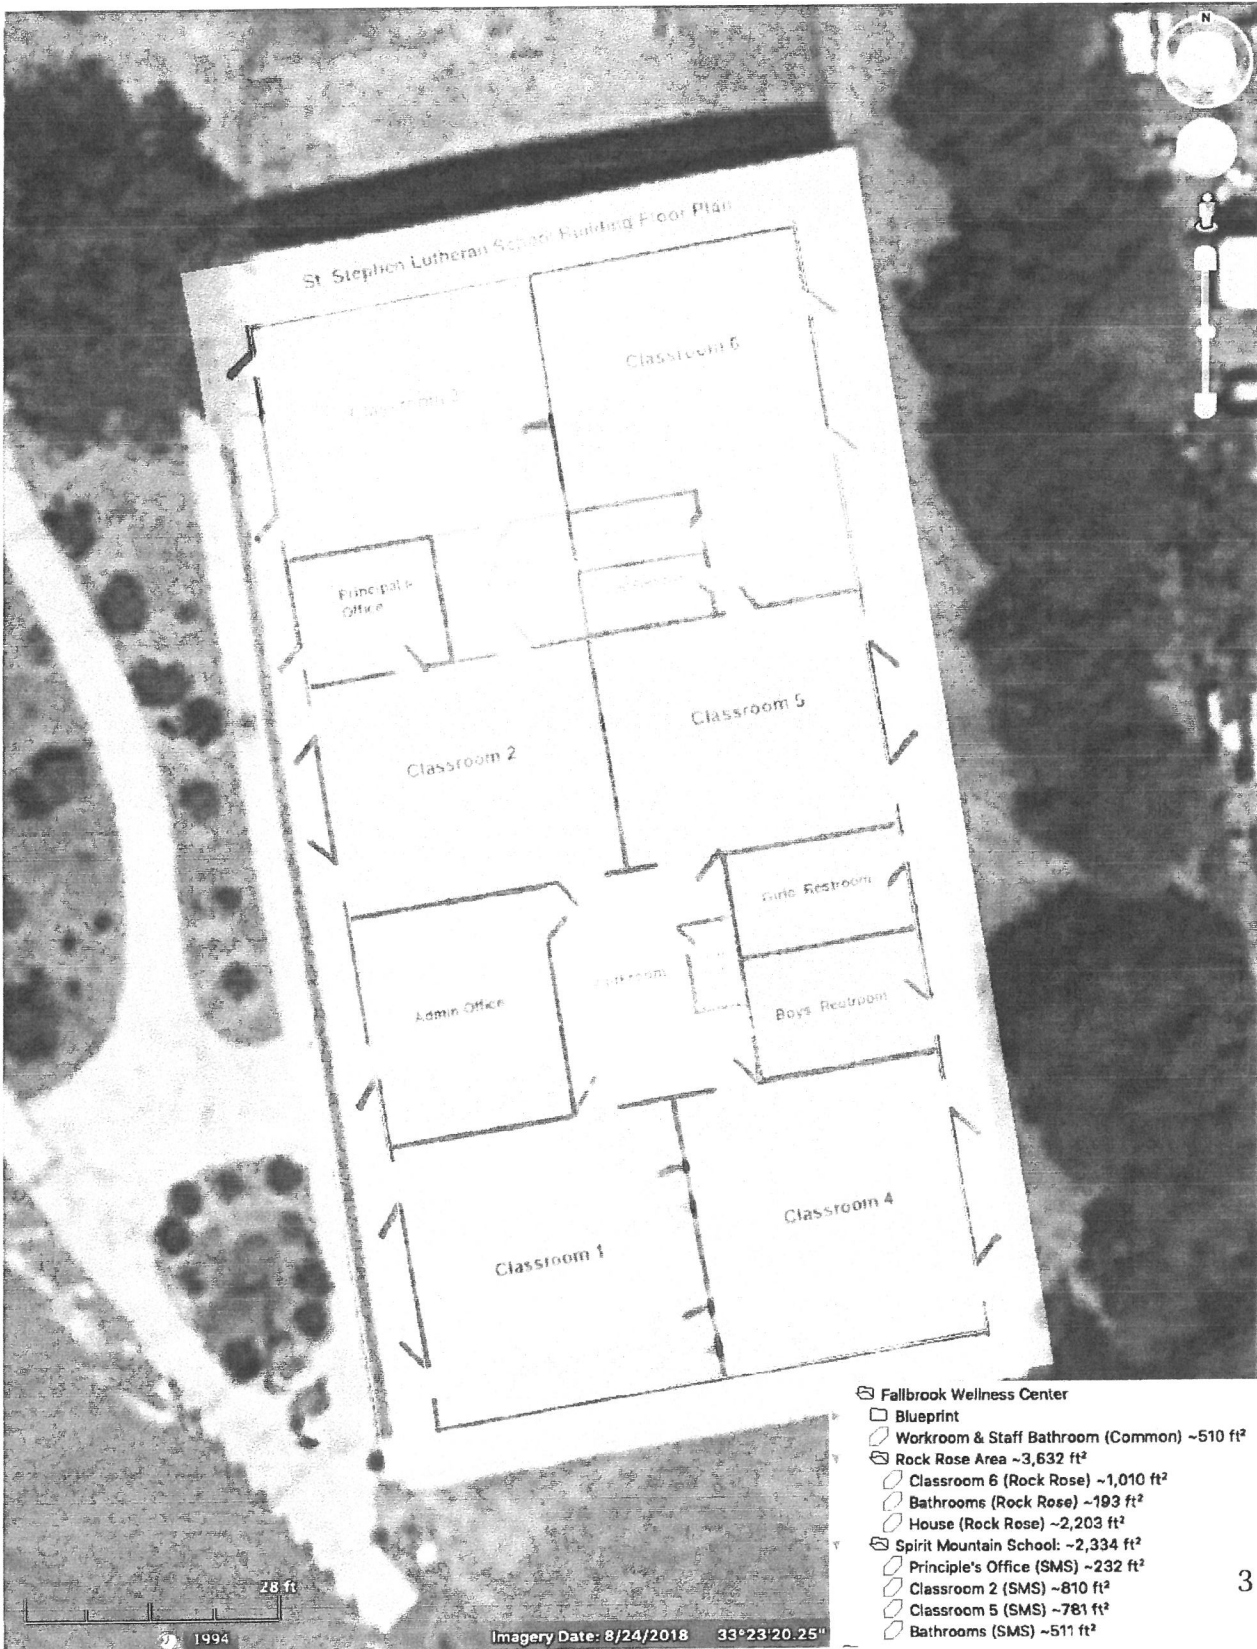 N
St. Stephen Lutheran School Building Floor Plan
Classroom 6
Classroom 3
Principal's
Office
Classroom 5
Classroom 2
Girls Restroom
Workroom
Admin Office
Boys Restroom
Classroom 4
Classroom 1
Fallbrook Wellness Center
Blueprint
Workroom & Staff Bathroom (Common) ~510 ft²
Rock Rose Area ~3,632 ft²
Classroom 6 (Rock Rose) ~1,010 ft²
Bathrooms (Rock Rose) ~193 ft²
House (Rock Rose) ~2,203 ft²
Spirit Mountain School: ~2,334 ft²
Principle's Office (SMS) ~232 ft²
Classroom 2 (SMS) ~810 ft²
Classroom 5 (SMS) ~781 ft²
Bathrooms (SMS) ~511 ft²
3
28 ft
1994
Imagery Date: 8/24/2018 33°23'20.25"